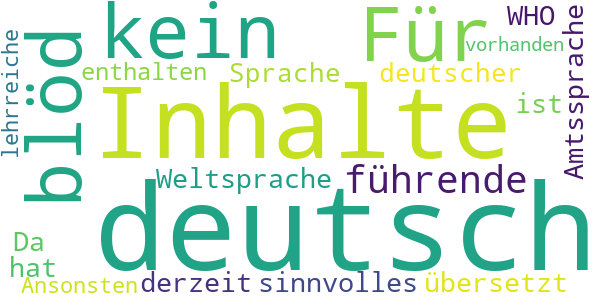 kein
Für
WHO
vorhanden
lehrreiche
blöd
enthalten
Sprache
deutscher
Amtssprache
Inhalte
ist
Weltsprache
führende
deutsch
Da
hat
Ansonsten
derzeit
sinnvolles
übersetzt